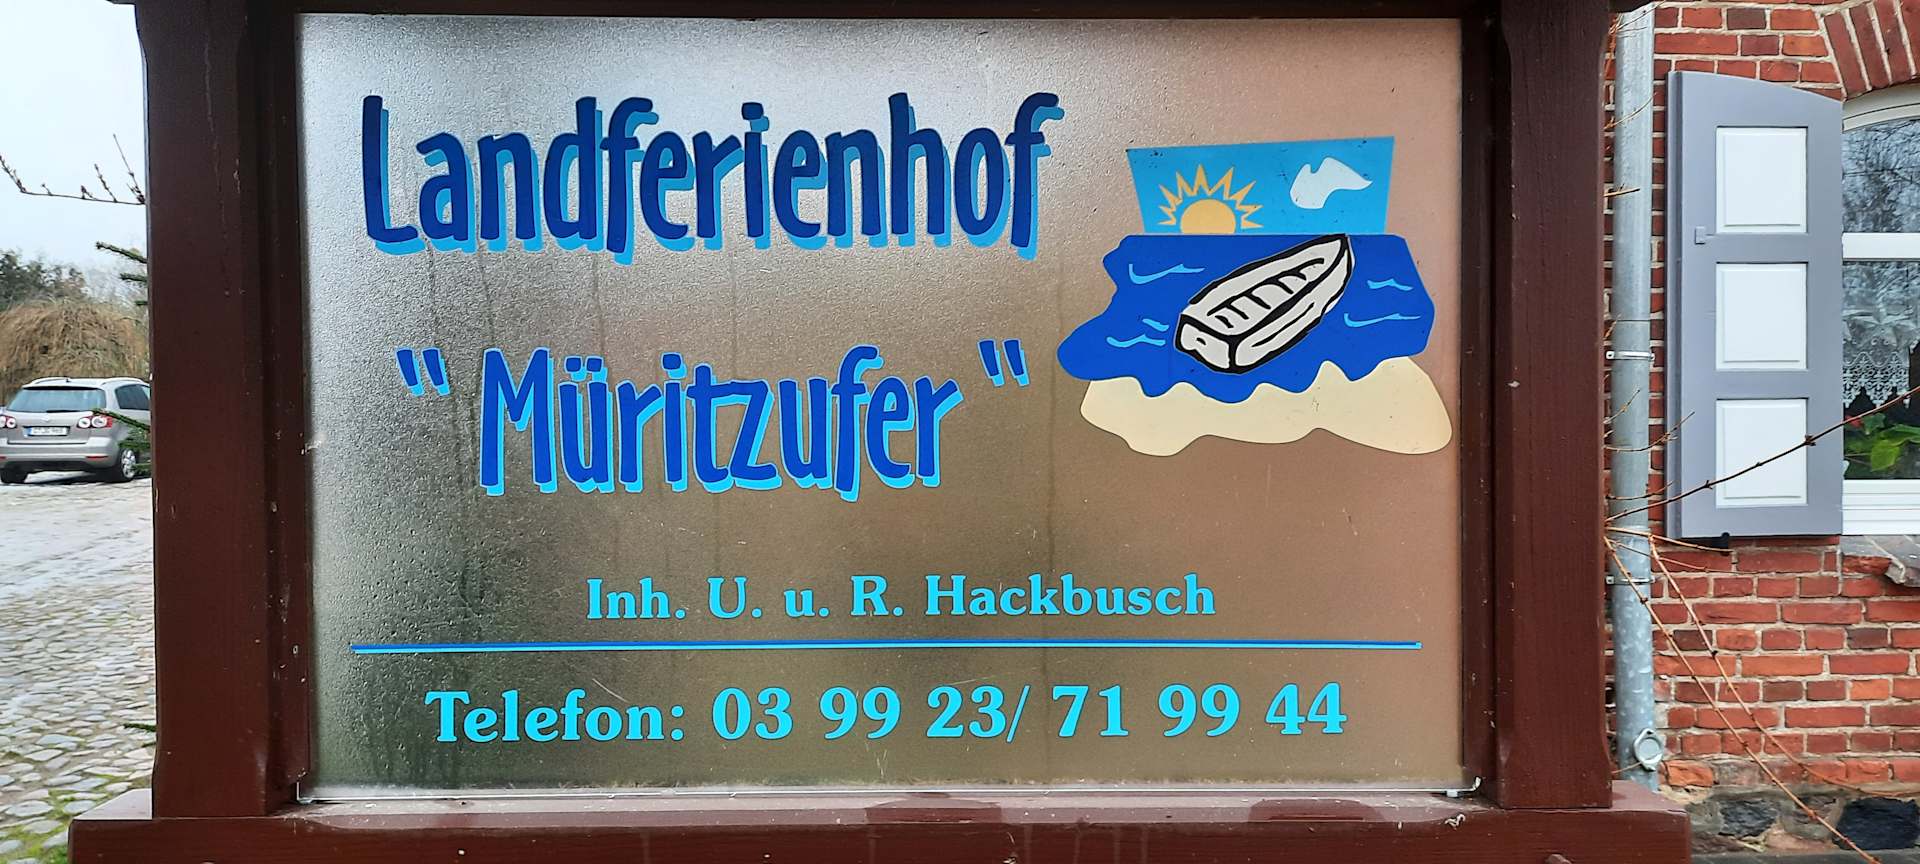 Landferienhof
" Müritzufer "
Inh. U. u. R. Hackbusch
Telefon: 03 99 23/ 71 99 44